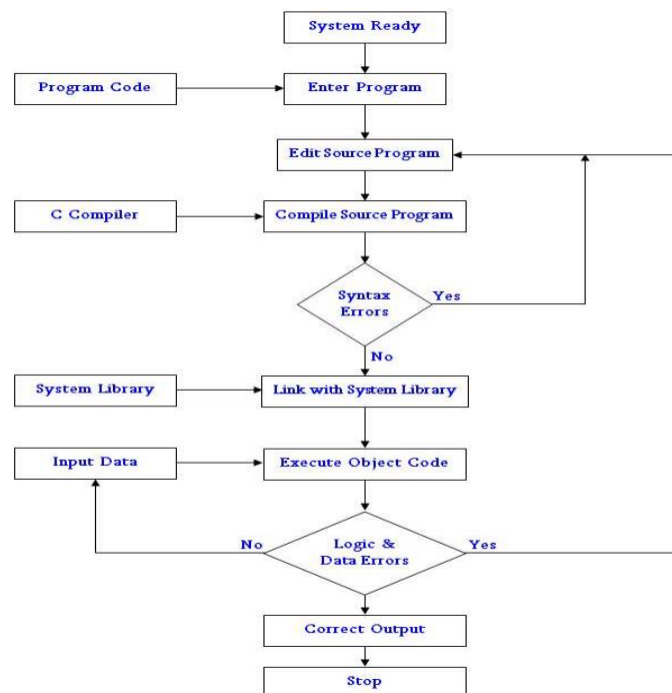 System Ready
Program Code
Enter Program
Edit Source Program
C Compiler
Compile Source Program
Syntax
Errors
Yes
No
System Library
Link with System Library
Input Data
Execute Object Code
No
Logic &
Data Errors
Yes
Correct Output
Stop